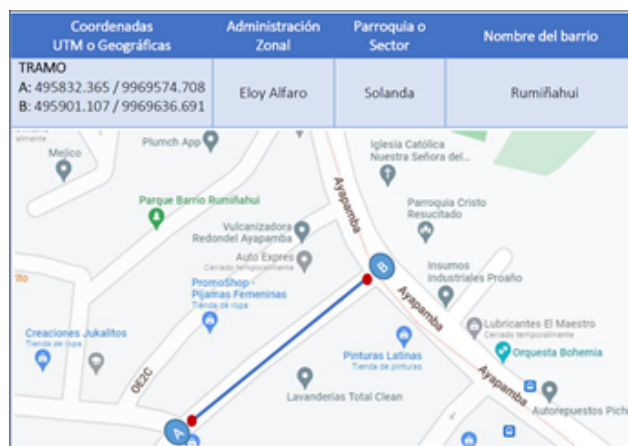 Coordenadas
UTM o Geográficas
Administración
Zonal
Parroquia o
Sector
Nombre del barrio
TRAMO
A: 495832.365 / 9969574.708
B: 495901.107 / 9969636.691
Eloy Alfaro
Solanda
Rumiñahui
Plumch App
Mejico
Iglesia Católica
Nuestra Señora del...
Ayapamba
Parque Barrio Rumiñahui
Parroquia Cristo
Resucitado
Vulcanizadora
Redondel Ayapamba
Auto Expres
Cerrado temporalmente
B
Insumos
Industriales Proaño
PromoShop -
Pijamas Femeninas
Tienda de ropa
Ayapamba
Creaciones Jukalitos
Tienda de ropa
Lubricantes El Maestro
Cerrado temporalmente
Pinturas Latinas
Tienda de pinturas
Orquesta Bohemia
OE2C
Ayapamba
Lavanderias Total Clean
Autorepuestos Pich
A